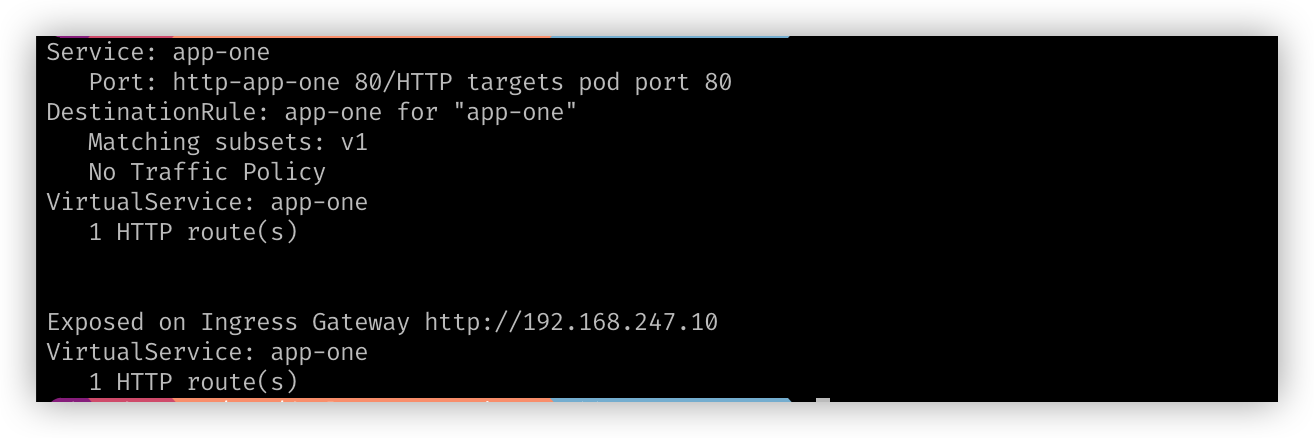 Service: app-one
Port: http-app-one 80/HTTP targets pod port 80
DestinationRule: app-one for "app-one"
Matching subsets: v1
No Traffic Policy
VirtualService: app-one
1 HTTP route(s)
Exposed on Ingress Gateway http://192.168.247.10
VirtualService: app-one
1 HTTP route(s)